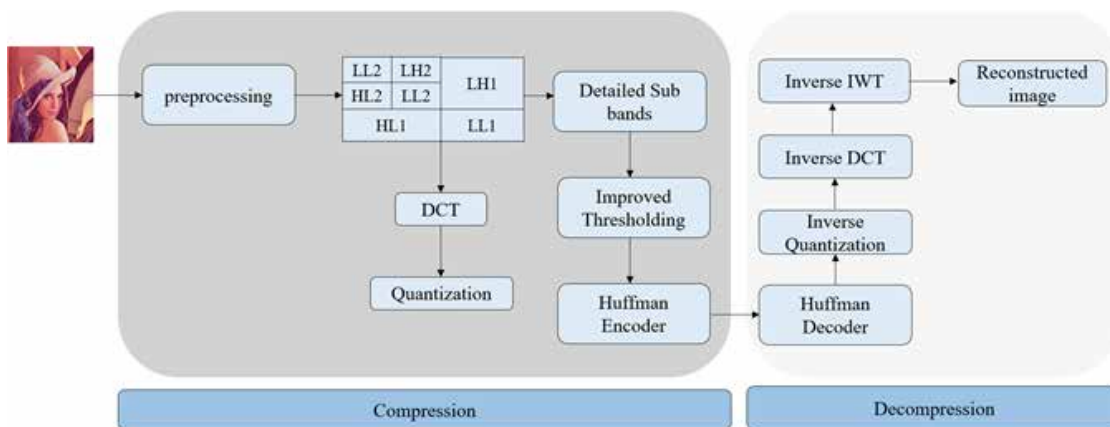 preprocessing
LL2
LH2
HL2
LL2
LH1
HL1
LL1
DCT
Quantization
Detailed Sub
bands
Improved
Thresholding
Huffman
Encoder
Huffman
Decoder
Inverse
Quantization
Inverse DCT
Inverse IWT
Reconstructed
image
Compression
Decompression